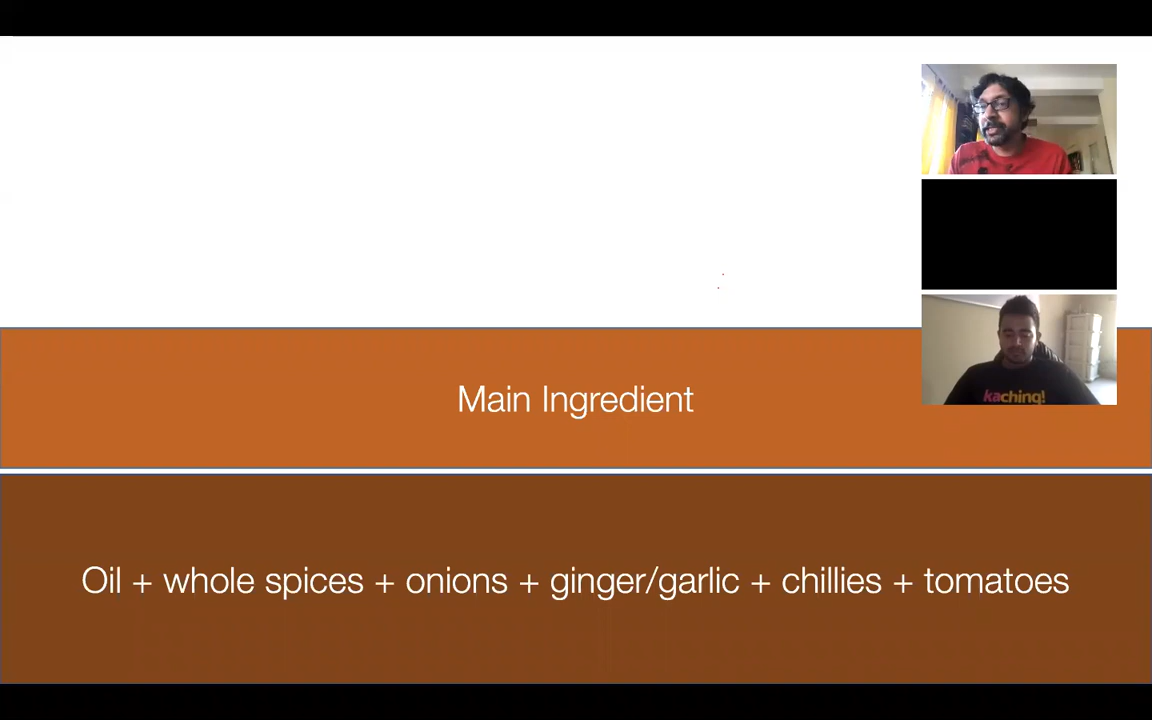 kaching!
Main Ingredient
Oil + whole spices + onions + ginger/garlic + chillies + tomatoes